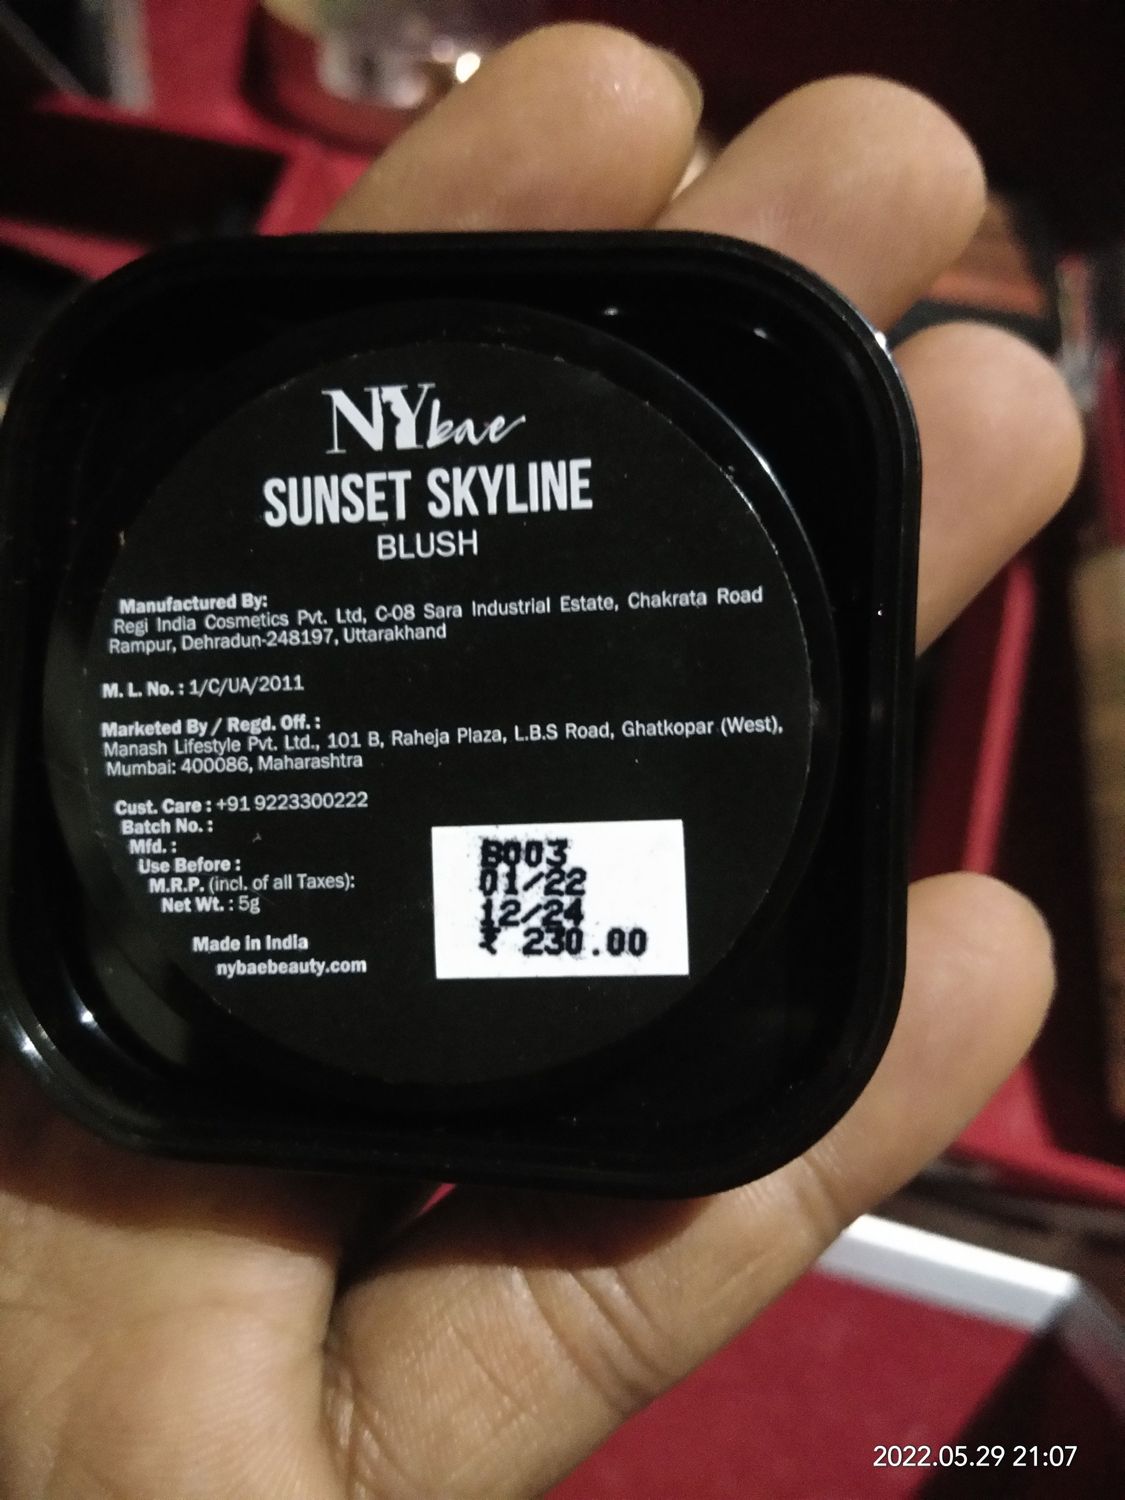 NYbae
SUNSET SKYLINE
BLUSH
Manufactured By:
Regi India Cosmetics Pvt. Ltd, C-08 Sara Industrial Estate, Chakrata Road
Rampur, Dehradun-248197, Uttarakhand
M. L. No. : 1/C/UA/2011
Marketed By / Regd. Off. :
Manash Lifestyle Pvt. Ltd., 101 B, Raheja Plaza, L.B.S Road, Ghatkopar (West),
Mumbai: 400086, Maharashtra
Cust. Care : +91 9223300222
Batch No. :
Mfd. :
Use Before :
M.R.P. (incl. of all Taxes):
Net Wt. : 5g
B003
01/22
12/24
₹ 230.00
Made in India
nybaebeauty.com
2022.05.29 21:07